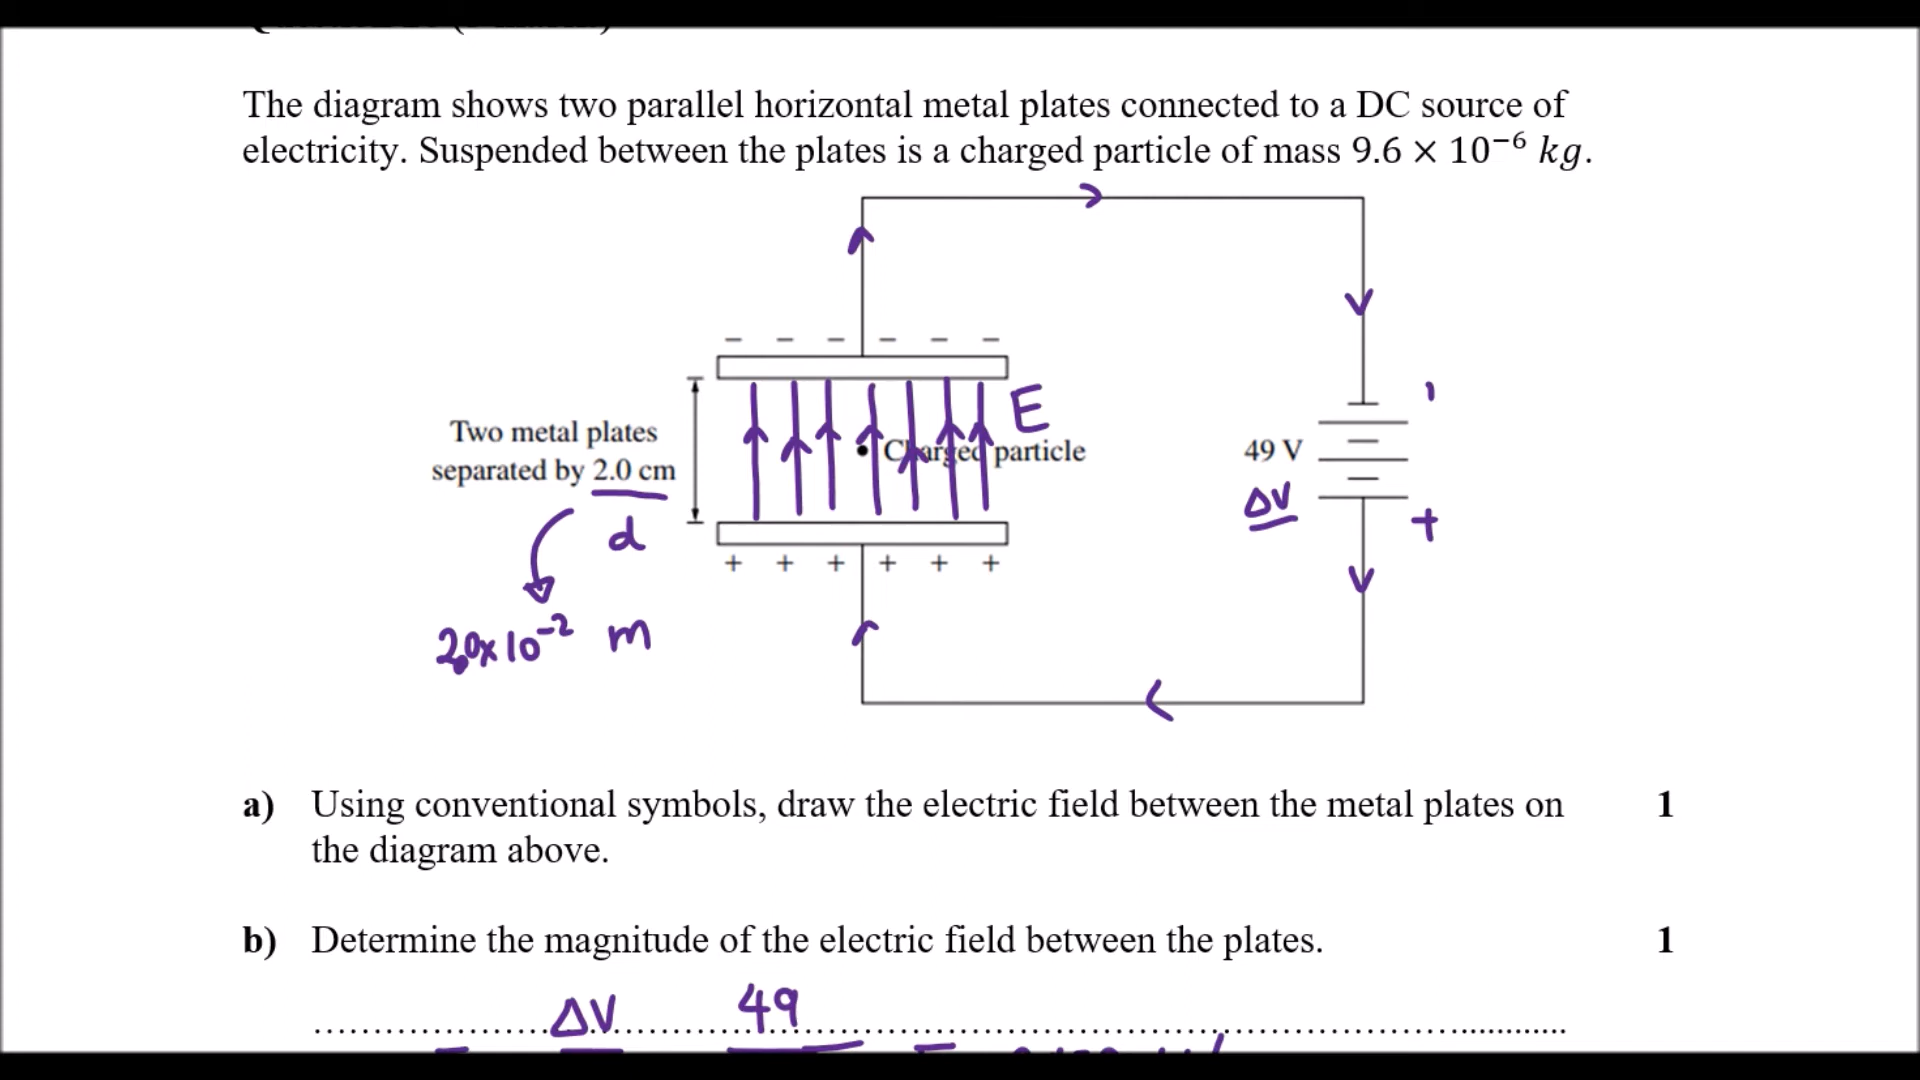 The diagram shows two parallel horizontal metal plates connected to a DC source of
electricity. Suspended between the plates is a charged particle of mass 9.6 × 10⁻⁶ kg.
− − − − − −
E
Two metal plates
separated by 2.0 cm
Charged particle
49 V
ΔV
+
d
+ + + + + +
2.0x10⁻² m
a) Using conventional symbols, draw the electric field between the metal plates on 1
the diagram above.
b) Determine the magnitude of the electric field between the plates. 1
ΔV 49